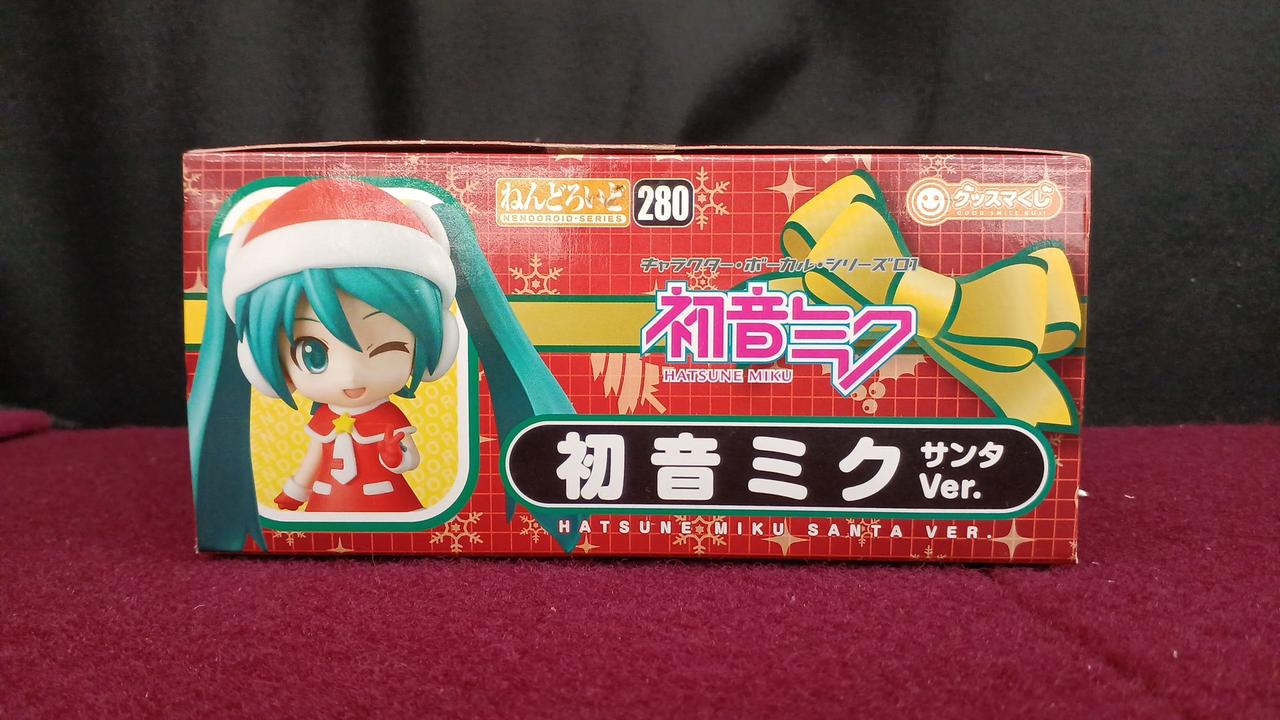 ねんどろいど
NENDOROID-SERIES
280
グッスマくじ
GOOD SMILE KUJI
キャラクター・ボーカル・シリーズ01
初音ミク
HATSUNE MIKU
初音ミク サンタ
Ver.
HATSUNE MIKU SANTA VER.